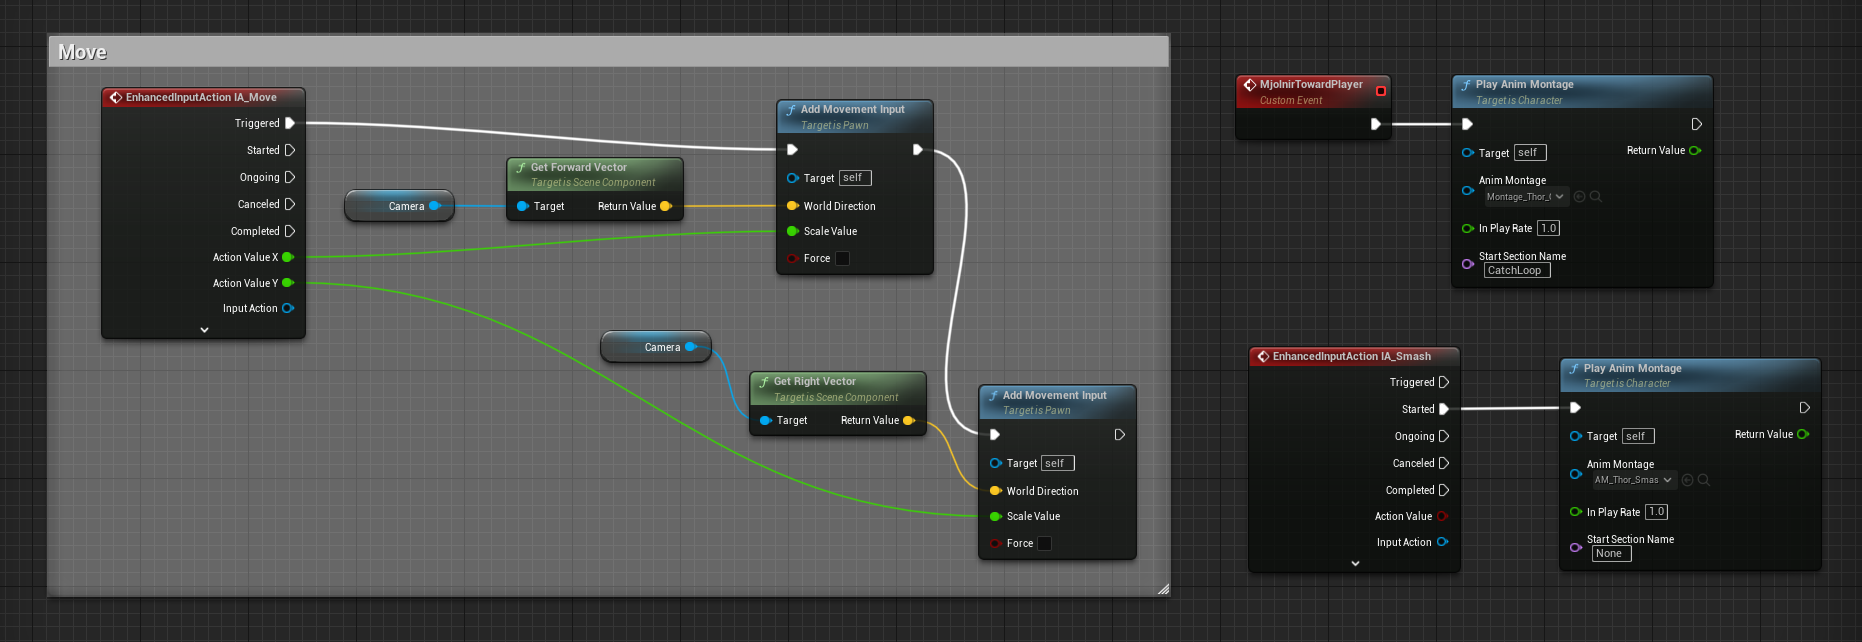 Move
EnhancedInputAction IA_Move
Triggered
Started
Ongoing
Canceled
Completed
Action Value X
Action Value Y
Input Action
Camera
Get Forward Vector
Target is Scene Component
Target
Return Value
Add Movement Input
Target is Pawn
Target self
World Direction
Scale Value
Force
Camera
Get Right Vector
Target is Scene Component
Target
Return Value
Add Movement Input
Target is Pawn
Target self
World Direction
Scale Value
Force
MjolnirTowardPlayer
Custom Event
Play Anim Montage
Target is Character
Target self
Return Value
Anim Montage
Montage_Thor_(
In Play Rate 1.0
Start Section Name
CatchLoop
EnhancedInputAction IA_Smash
Triggered
Started
Ongoing
Canceled
Completed
Action Value
Input Action
Play Anim Montage
Target is Character
Target self
Return Value
Anim Montage
AM_Thor_Smas
In Play Rate 1.0
Start Section Name
None